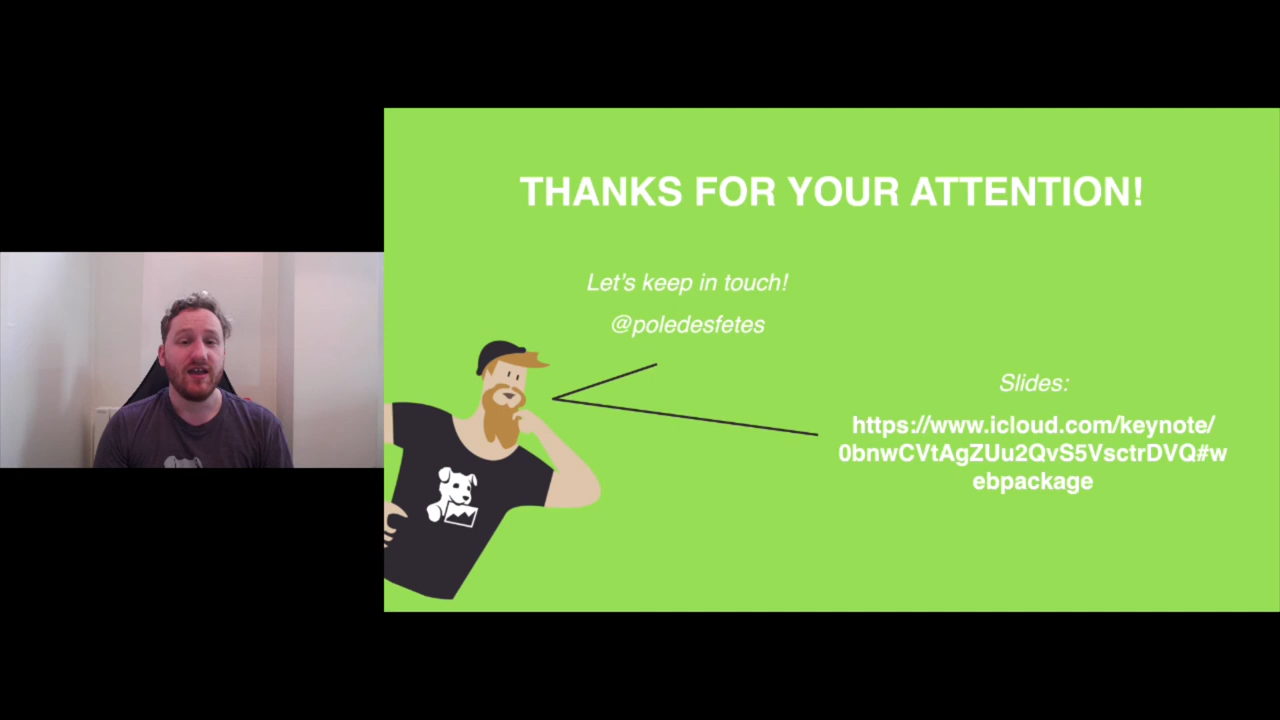 THANKS FOR YOUR ATTENTION!
Let's keep in touch!
@poledesfetes
Slides:
https://www.icloud.com/keynote/
0bnwCVtAgZUu2QvS5VsctrDVQ#w
ebpackage